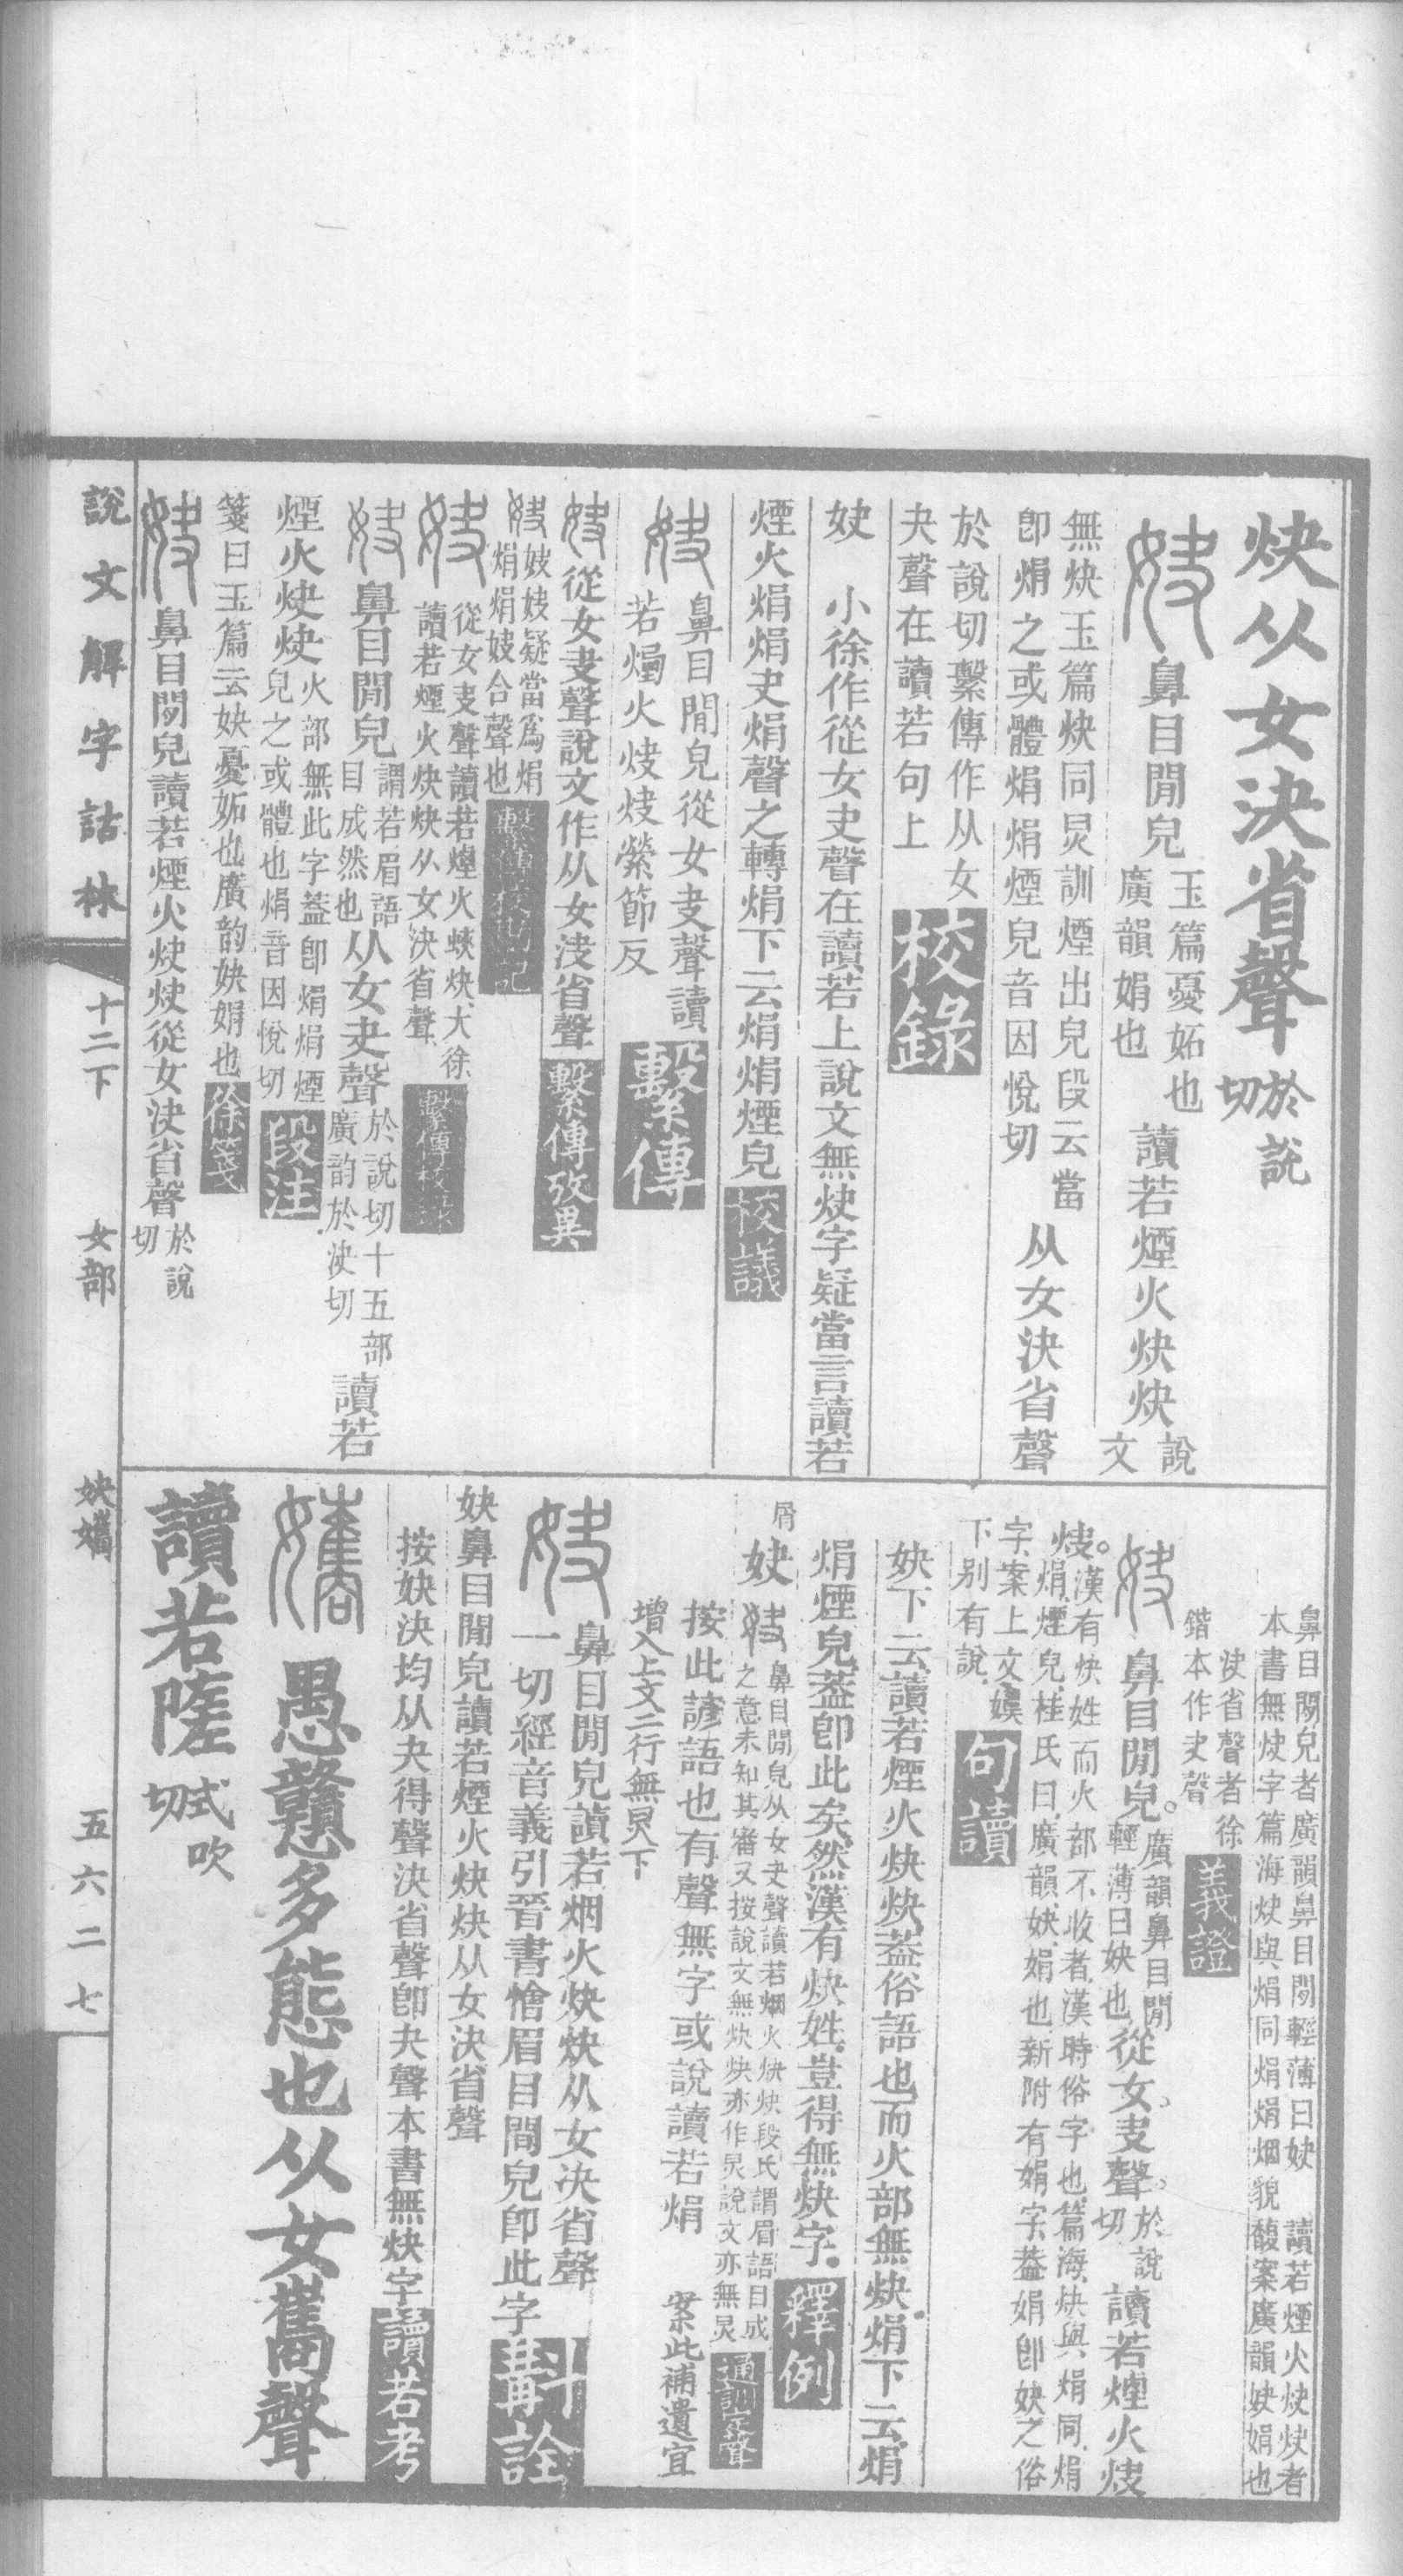 炔从女決省聲於說切
鼻目閒皃玉篇憂妬也廣韻娟也讀若煙火炔炔說文
無炔玉篇炔同炅訓煙出皃段云當
卽焆之或體焆焆煙皃音因悅切从女決省聲
於說切繫傳作从女
夬聲在讀若句上校錄
妜　小徐作從女夬聲在讀若上說文無炔字疑當言讀若
煙火焆焆夬焆聲之轉焆下云焆焆煙皃校議
鼻目閒皃從女夬聲讀
若爥火炔炔縈節反繫傳
從女夬聲說文作从女決省聲繫傳攷異
妜妜疑當爲焆
焆焆妜合聲也繫傳校勘記
從女夬聲讀若煙火炔炔大徐
讀若煙火炔炔从女決省聲繫傳校錄
鼻目閒皃謂若眉語目成然也从女夬聲於說切十五部廣韵於決切讀若
煙火炔炔火部無此字葢卽焆焆煙皃之或體也焆音因悅切段注
箋曰玉篇云妜憂妬也廣韵妜娟也徐箋
鼻目閒皃讀若煙火炔炔從女決省聲於說切
鼻目閒皃者廣韻鼻目閒輕薄曰妜　讀若煙火炔炔者
本書無炔字篇海炔與焆同焆焆烟貌　馥案廣韻妜娟也
決省聲者徐
鍇本作夬聲義證
鼻目閒皃。廣韻鼻目閒輕薄曰妜也從女夬聲。於說切讀若煙火炔
炔。漢有炔姓而火部不收者漢時俗字也篇海炔與焆同焆
焆煙皃桂氏曰廣韻妜娟也新附有娟字葢娟卽妜之俗
字案上文嫙
下別有說句讀
妜下云讀若煙火炔炔葢俗語也而火部無炔焆下云焆
焆煙皃葢卽此矣然漢有炔姓豈得無炔字釋例
屑妜鼻目閒皃从女夬聲讀若烟火炔炔段氏謂眉語目成
之意未知其審又按說文無炔炔亦作炅說文亦無炅通訓定聲
按此諺語也有聲無字或說讀若焆　案此補遺宜
增入上文二行無炅下
鼻目閒皃讀若烟火炔炔从女決省聲
一切經音義引晉書愶眉目間皃卽此字斠詮
妜鼻目閒皃讀若煙火炔炔从女決省聲
按妜決均从夬得聲決省聲卽夬聲本書無炔字讀若考
愚戇多態也从女巂聲
讀若隓式吹切
說文解字詁林　十二下　女部　妜孈　五六二七